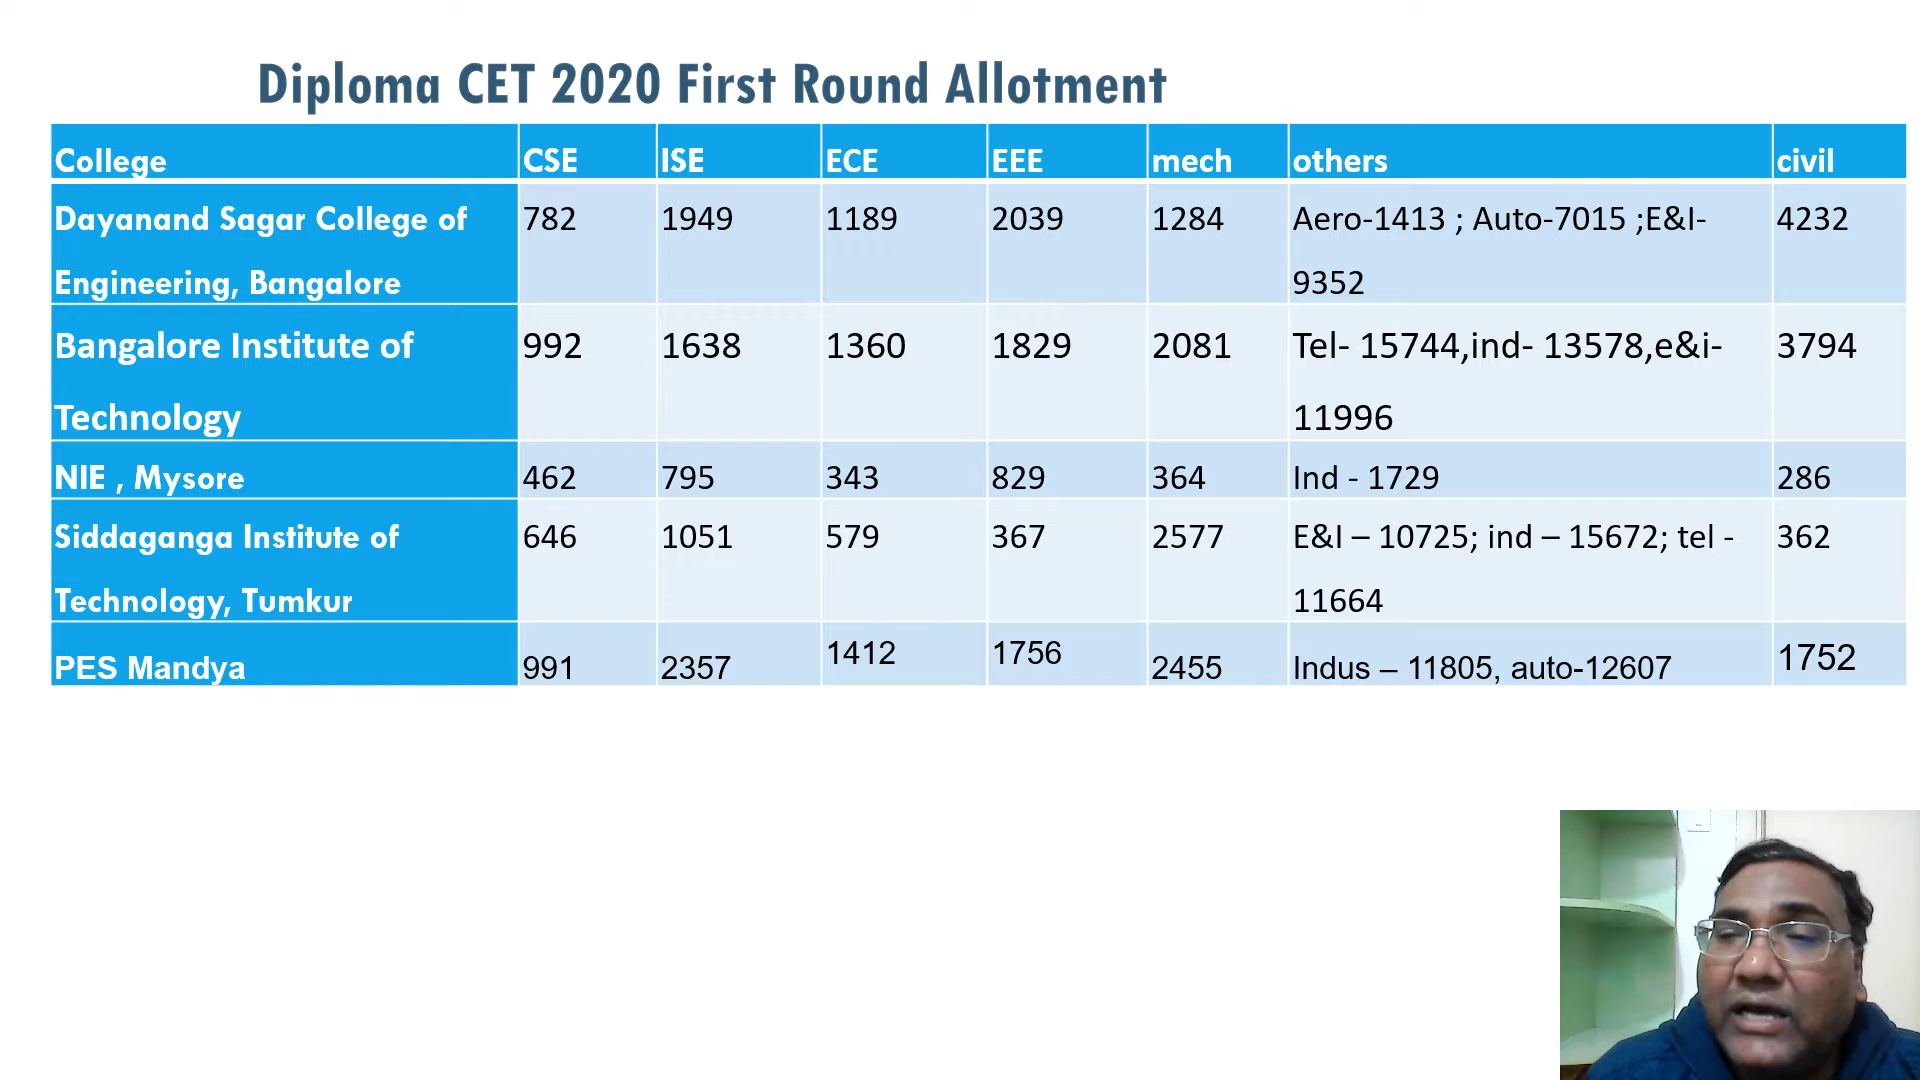 Diploma CET 2020 First Round Allotment
College CSE ISE ECE EEE mech others civil
Dayanand Sagar College of 782 1949 1189 2039 1284 Aero-1413 ; Auto-7015 ;E&I- 4232
Engineering, Bangalore 9352
Bangalore Institute of 992 1638 1360 1829 2081 Tel- 15744,ind- 13578,e&i- 3794
Technology 11996
NIE , Mysore 462 795 343 829 364 Ind - 1729 286
Siddaganga Institute of 646 1051 579 367 2577 E&I – 10725; ind – 15672; tel - 362
Technology, Tumkur 11664
PES Mandya 991 2357 1412 1756 2455 Indus – 11805, auto-12607 1752